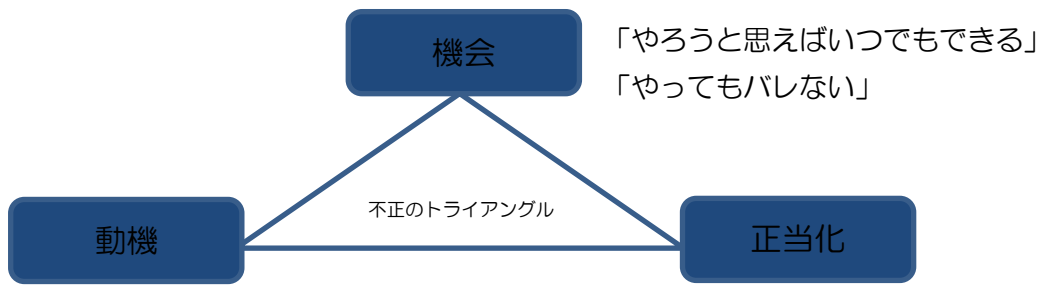 機会
「やろうと思えばいつでもできる」
「やってもバレない」
不正のトライアングル
動機
正当化